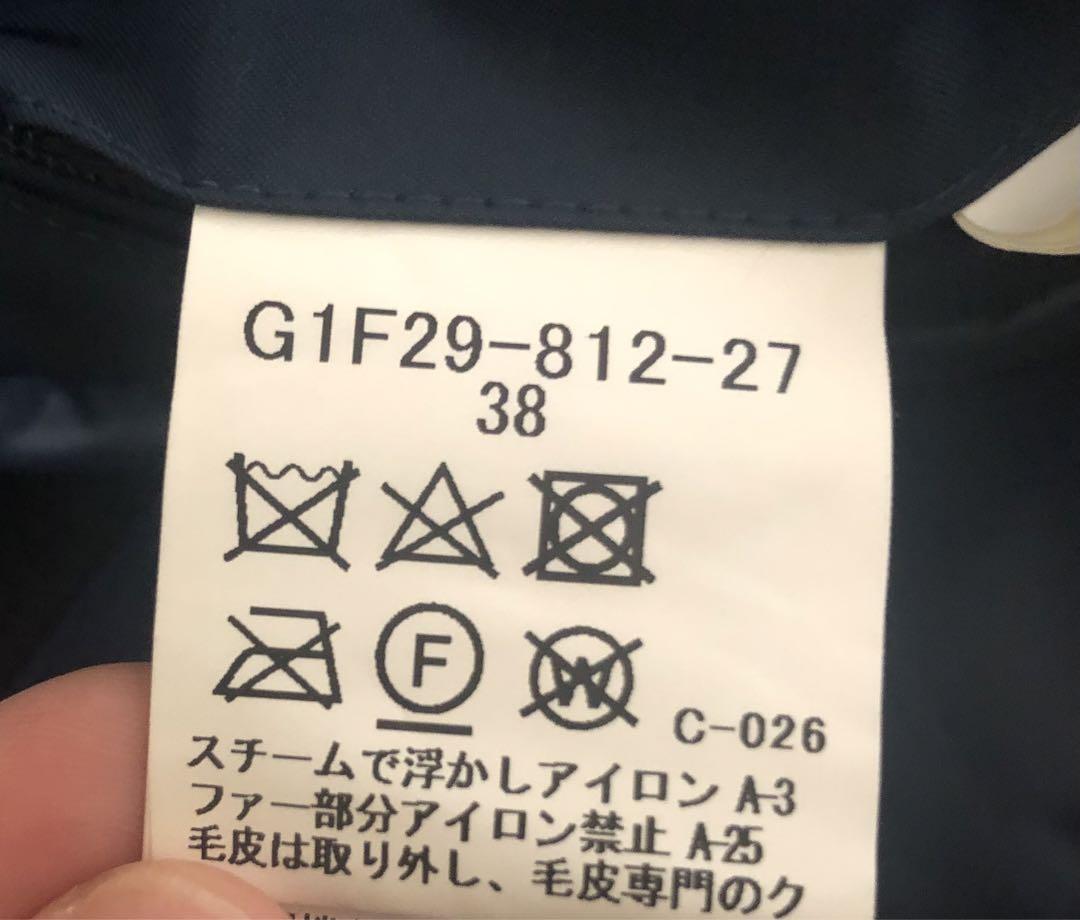 G1F29-812-27
38
F W
C-026
スチームで浮かしアイロン A-3
ファー部分アイロン禁止 A-25
毛皮は取り外し、毛皮専門のク